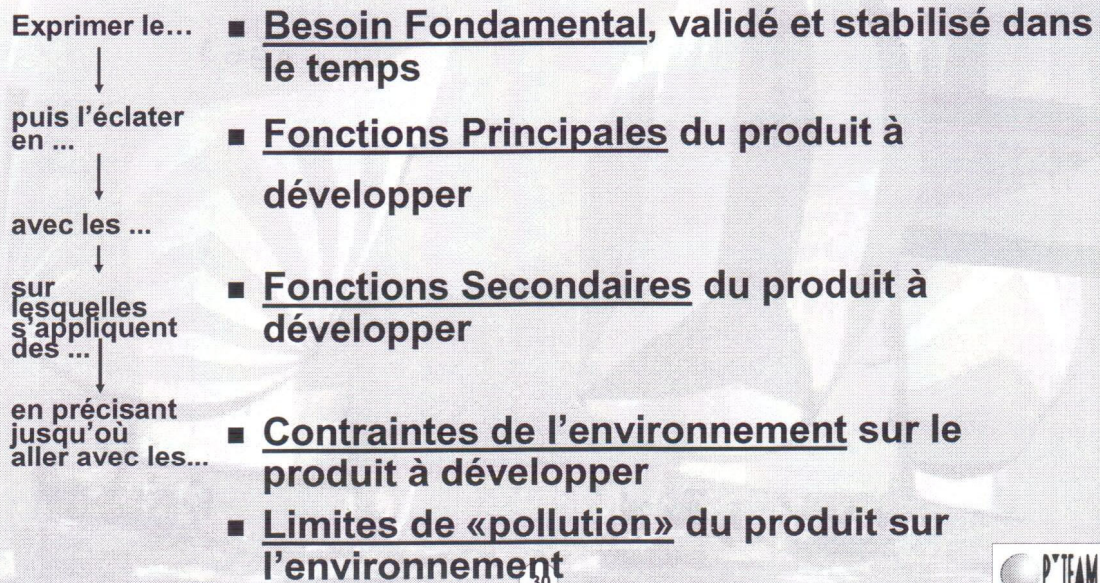 Exprimer le…
■ Besoin Fondamental, validé et stabilisé dans
le temps
puis l’éclater
en ...
■ Fonctions Principales du produit à
développer
avec les ...
■ Fonctions Secondaires du produit à
développer
sur
lesquelles
s’appliquent
des ...
■ Contraintes de l’environnement sur le
produit à développer
en précisant
jusqu’où
aller avec les...
■ Limites de «pollution» du produit sur
l’environnement
30